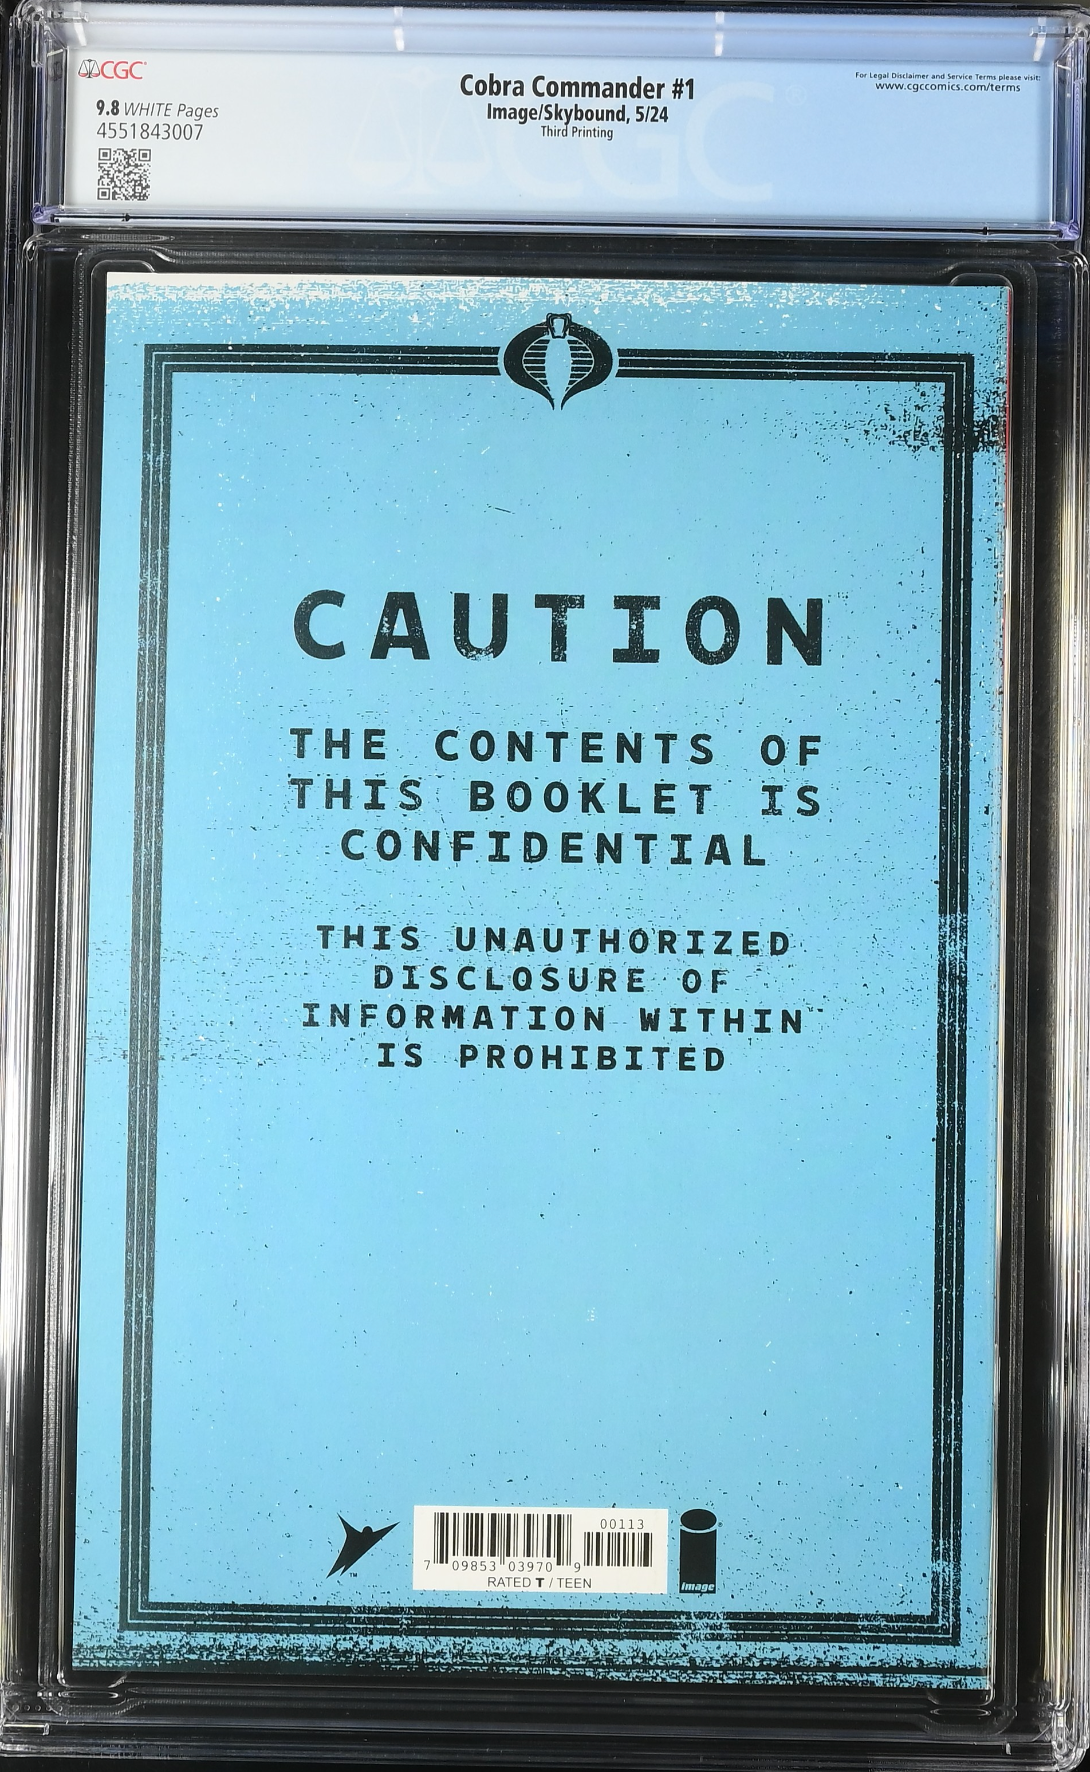 CGC
9.8 WHITE Pages
4551843007
Cobra Commander #1
Image/Skybound, 5/24
Third Printing
For Legal Disclaimer and Service Terms please visit:
www.cgccomics.com/terms
CGC
CAUTION
THE CONTENTS OF
THIS BOOKLET IS
CONFIDENTIAL
THIS UNAUTHORIZED
DISCLOSURE OF
INFORMATION WITHIN
IS PROHIBITED
TM
00113
7 09853 03970 9
RATED T / TEEN
image